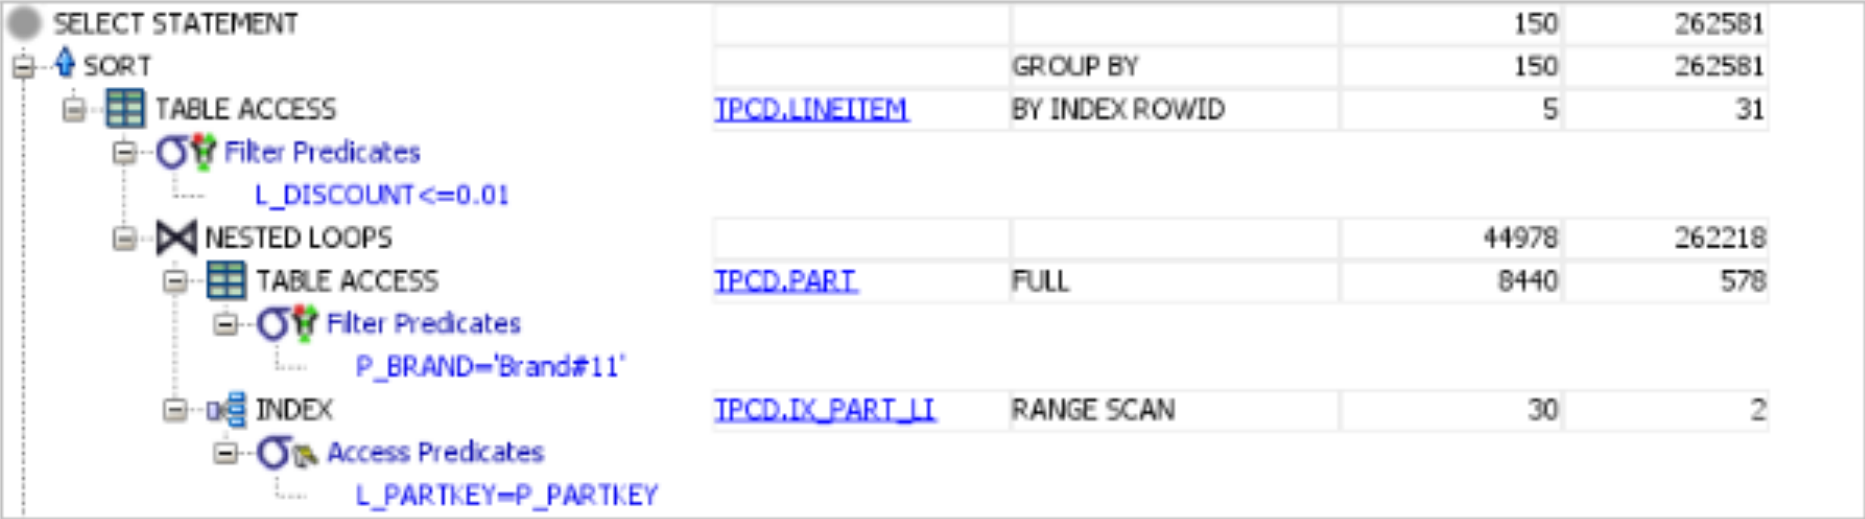 SELECT STATEMENT 150 262581
SORT GROUP BY 150 262581
TABLE ACCESS TPCD.LINEITEM BY INDEX ROWID 5 31
Filter Predicates
L_DISCOUNT<=0.01
NESTED LOOPS 44978 262218
TABLE ACCESS TPCD.PART FULL 8440 578
Filter Predicates
P_BRAND='Brand#11'
INDEX TPCD.IX_PART_LI RANGE SCAN 30 2
Access Predicates
L_PARTKEY=P_PARTKEY